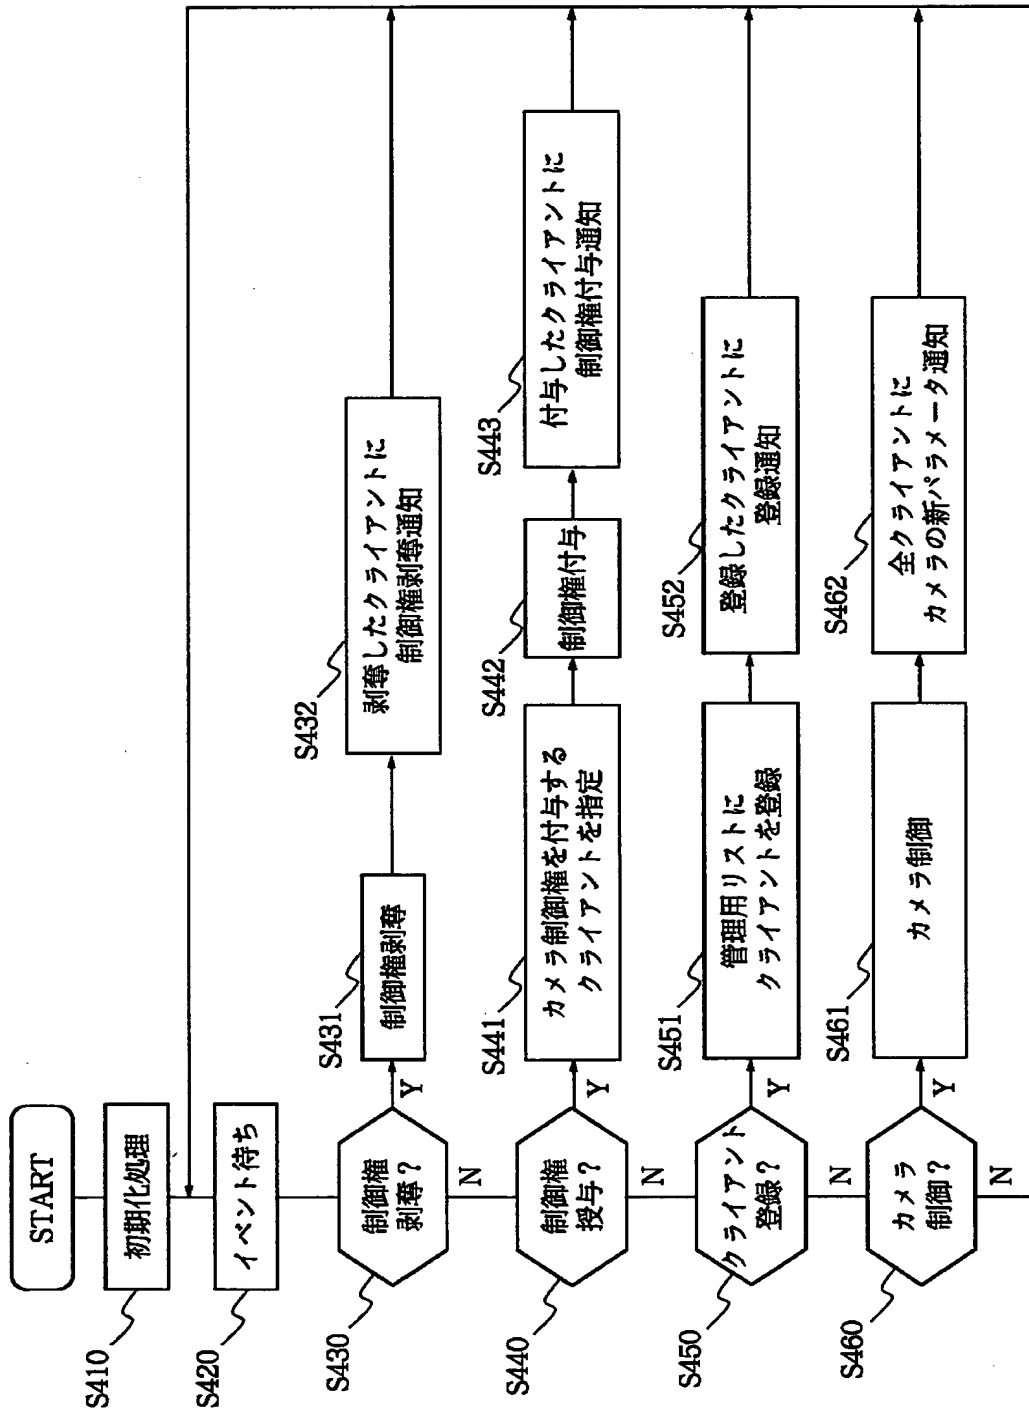 START
S410
初期化処理
S420
イベント待ち
S430
制御権
剥奪?
Y
N
S431
制御権剥奪
S432
剥奪したクライアントに
制御権剥奪通知
S440
制御権
授与?
Y
N
S441
カメラ制御権を付与する
クライアントを指定
S442
制御権付与
S443
付与したクライアントに
制御権付与通知
S450
クライアント
登録?
Y
N
S451
管理用リストに
クライアントを登録
S452
登録したクライアントに
登録通知
S460
カメラ
制御?
Y
N
S461
カメラ制御
S462
全クライアントに
カメラの新パラメータ通知